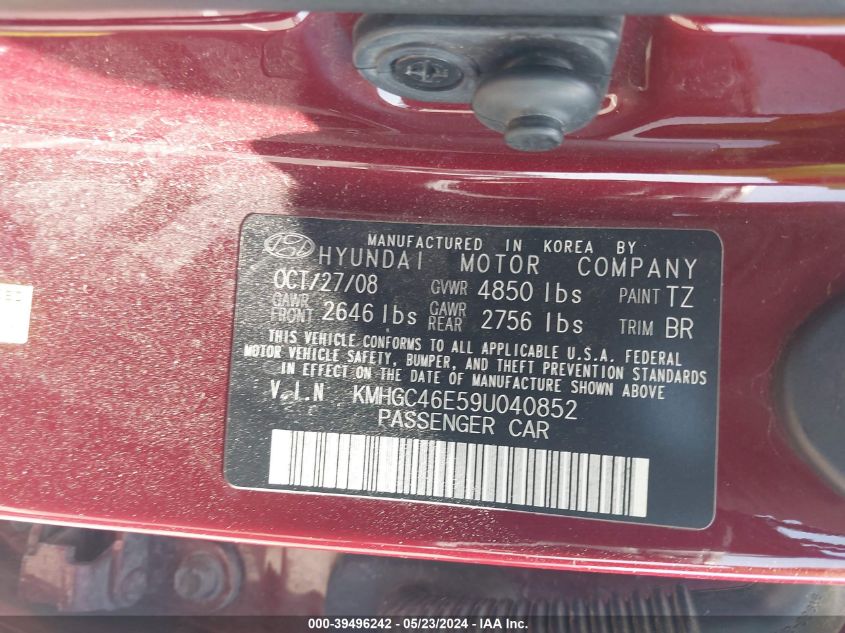 MANUFACTURED IN KOREA BY
HYUNDAI MOTOR COMPANY
OCT/27/08 GVWR 4850 lbs PAINT TZ
GAWR FRONT 2646 lbs GAWR REAR 2756 lbs TRIM BR
THIS VEHICLE CONFORMS TO ALL APPLICABLE U.S.A. FEDERAL
MOTOR VEHICLE SAFETY, BUMPER, AND THEFT PREVENTION STANDARDS
IN EFFECT ON THE DATE OF MANUFACTURE SHOWN ABOVE
V.I.N KMHGC46E59U040852
PASSENGER CAR
000-39496242 - 05/23/2024 - IAA Inc.